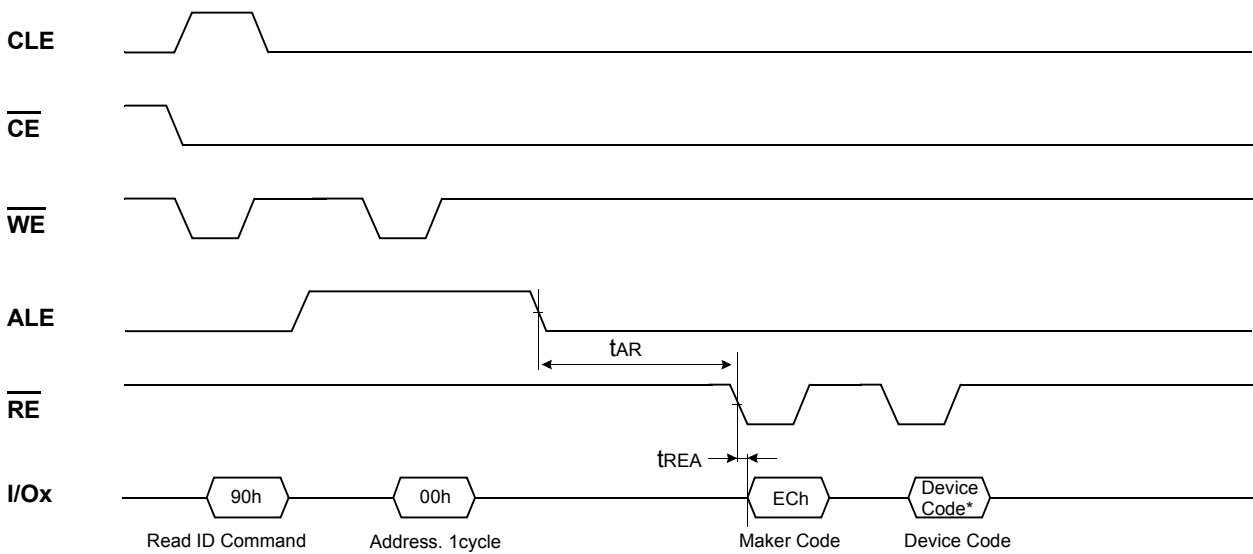 CLE
CE
WE
ALE
tAR
RE
tREA
I/Ox
90h
00h
ECh
Device
Code*
Read ID Command
Address. 1cycle
Maker Code
Device Code